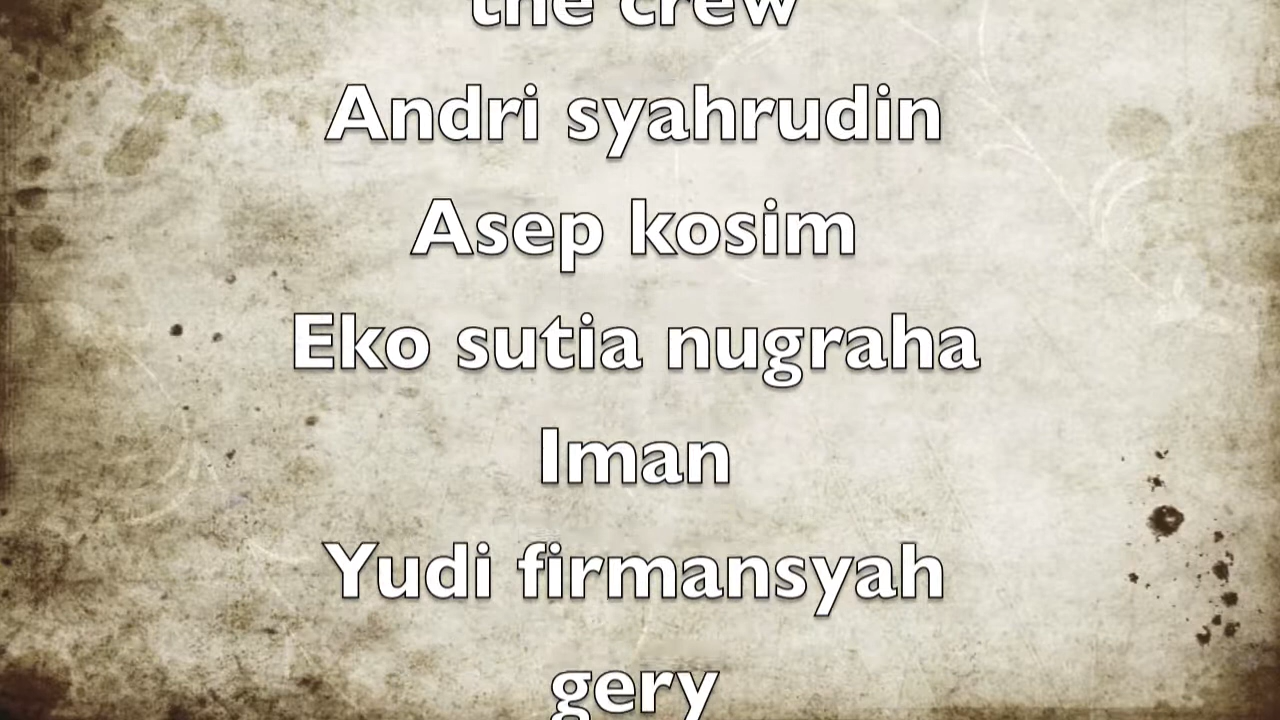 the crew
Andri syahrudin
Asep kosim
Eko sutia nugraha
Iman
Yudi firmansyah
gery